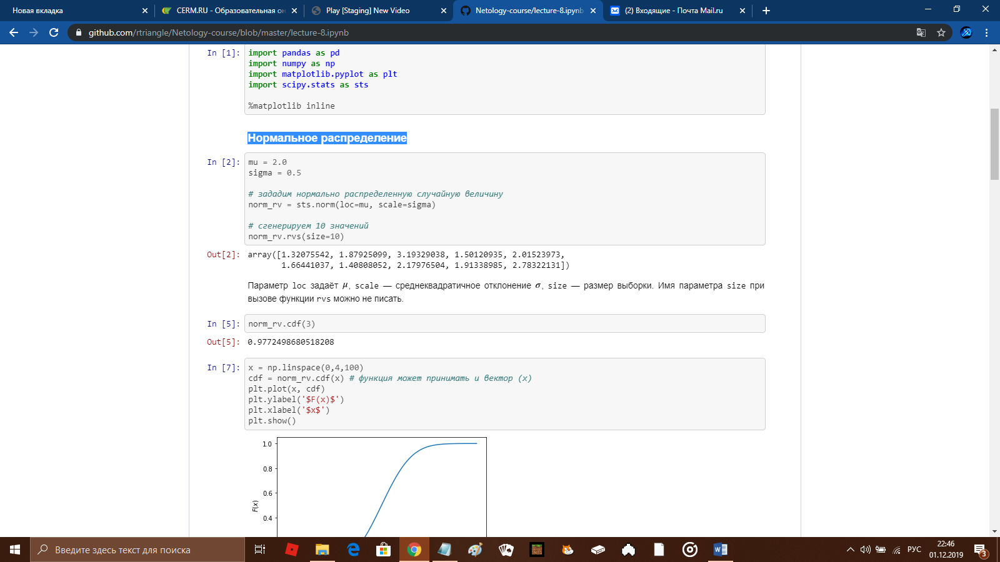 Новая вкладка
CERM.RU - Образовательная он
Play [Staging] New Video
Netology-course/lecture-8.ipynb
(2) Входящие - Почта Mail.ru
github.com/rtriangle/Netology-course/blob/master/lecture-8.ipynb
In [1]:
import pandas as pd
import numpy as np
import matplotlib.pyplot as plt
import scipy.stats as sts
%matplotlib inline
Нормальное распределение
In [2]:
mu = 2.0
sigma = 0.5
# зададим нормально распределенную случайную величину
norm_rv = sts.norm(loc=mu, scale=sigma)
# сгенерируем 10 значений
norm_rv.rvs(size=10)
Out[2]:
array([1.32075542, 1.87925099, 3.19329038, 1.50120935, 2.01523973,
1.66441037, 1.40808052, 2.17976504, 1.91338985, 2.78322131])
Параметр loc задаёт μ, scale — среднеквадратичное отклонение σ, size — размер выборки. Имя параметра size при
вызове функции rvs можно не писать.
In [5]:
norm_rv.cdf(3)
Out[5]:
0.9772498680518208
In [7]:
x = np.linspace(0,4,100)
cdf = norm_rv.cdf(x) # функция может принимать и вектор (x)
plt.plot(x, cdf)
plt.ylabel('$F(x)$')
plt.xlabel('$x$')
plt.show()
1.0
0.8
0.6
0.4
F(x)
Введите здесь текст для поиска
РУС
22:46
01.12.2019
3